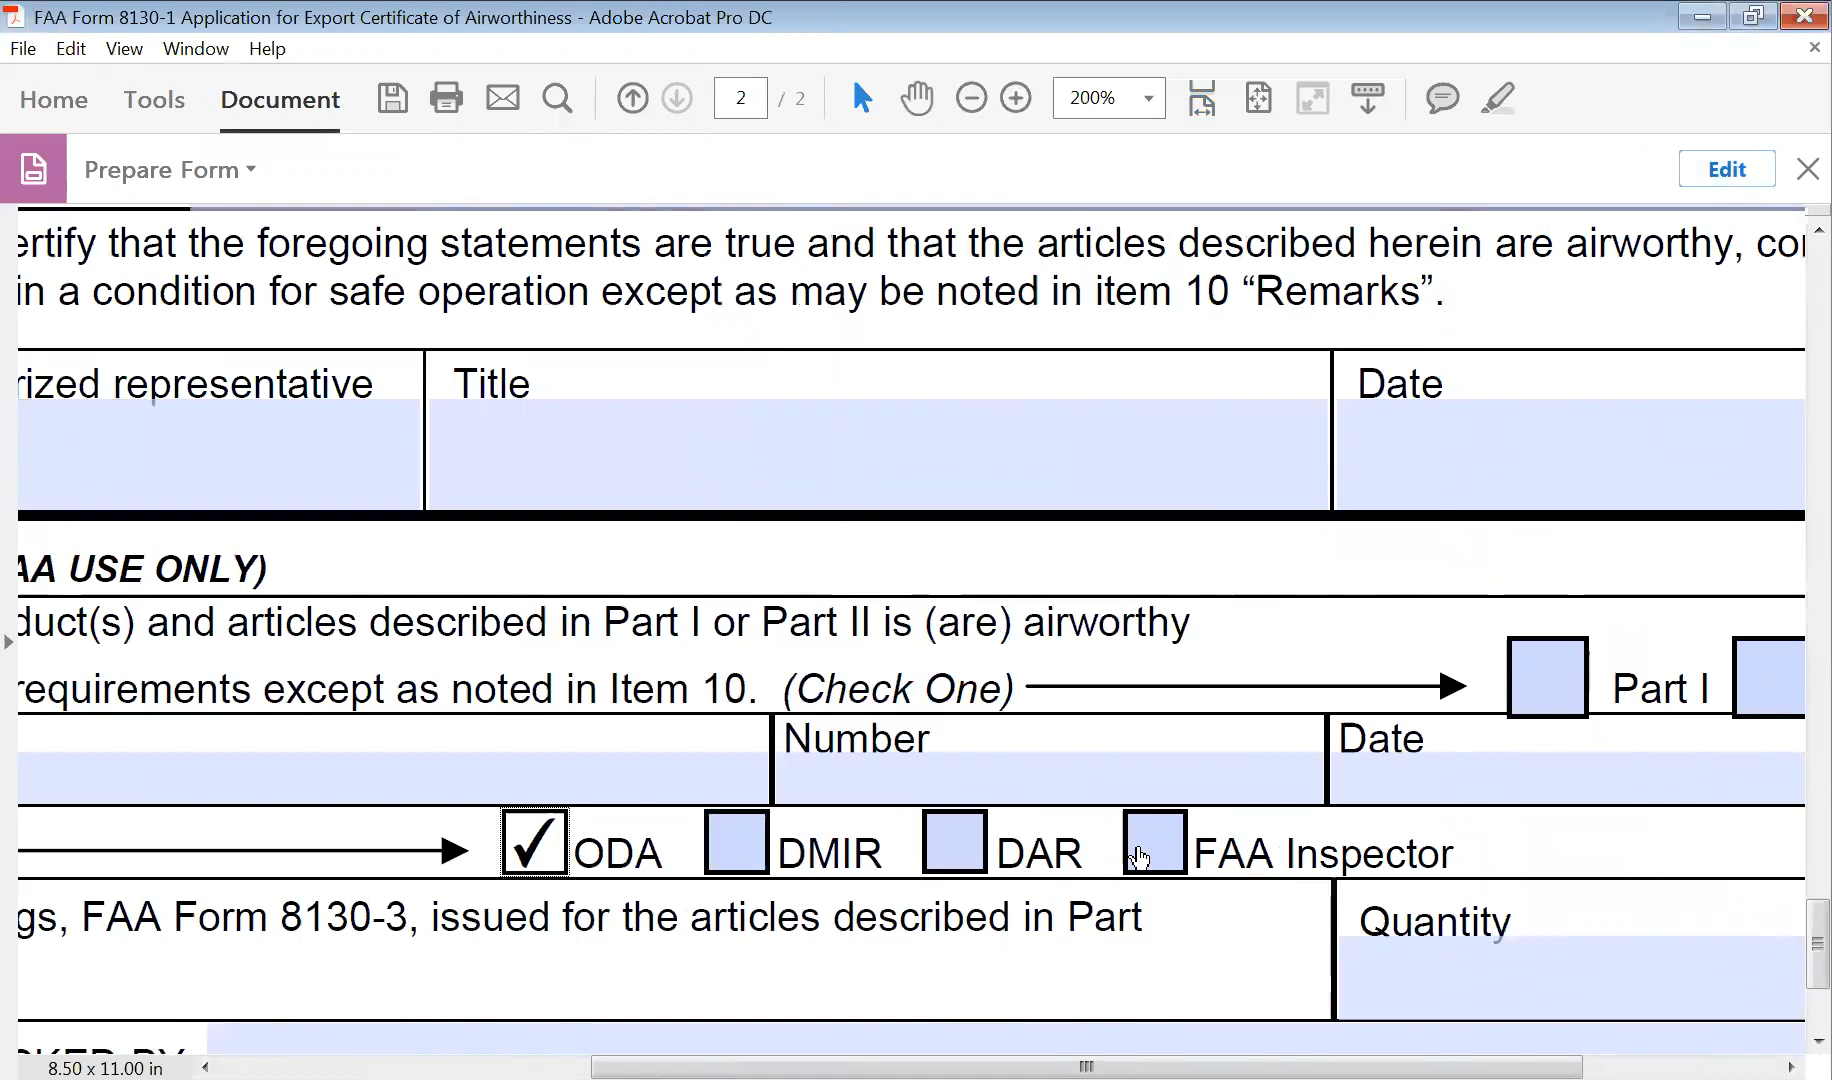 FAA Form 8130-1 Application for Export Certificate of Airworthiness - Adobe Acrobat Pro DC
File Edit View Window Help
Home Tools Document 2 / 2 200%
Prepare Form Edit
ertify that the foregoing statements are true and that the articles described herein are airworthy, cor
in a condition for safe operation except as may be noted in item 10 “Remarks”.
rized representative Title Date
AA USE ONLY)
duct(s) and articles described in Part I or Part II is (are) airworthy
requirements except as noted in Item 10. (Check One) Part I
Number Date
ODA DMIR DAR FAA Inspector
gs, FAA Form 8130-3, issued for the articles described in Part
Quantity
8.50 x 11.00 in